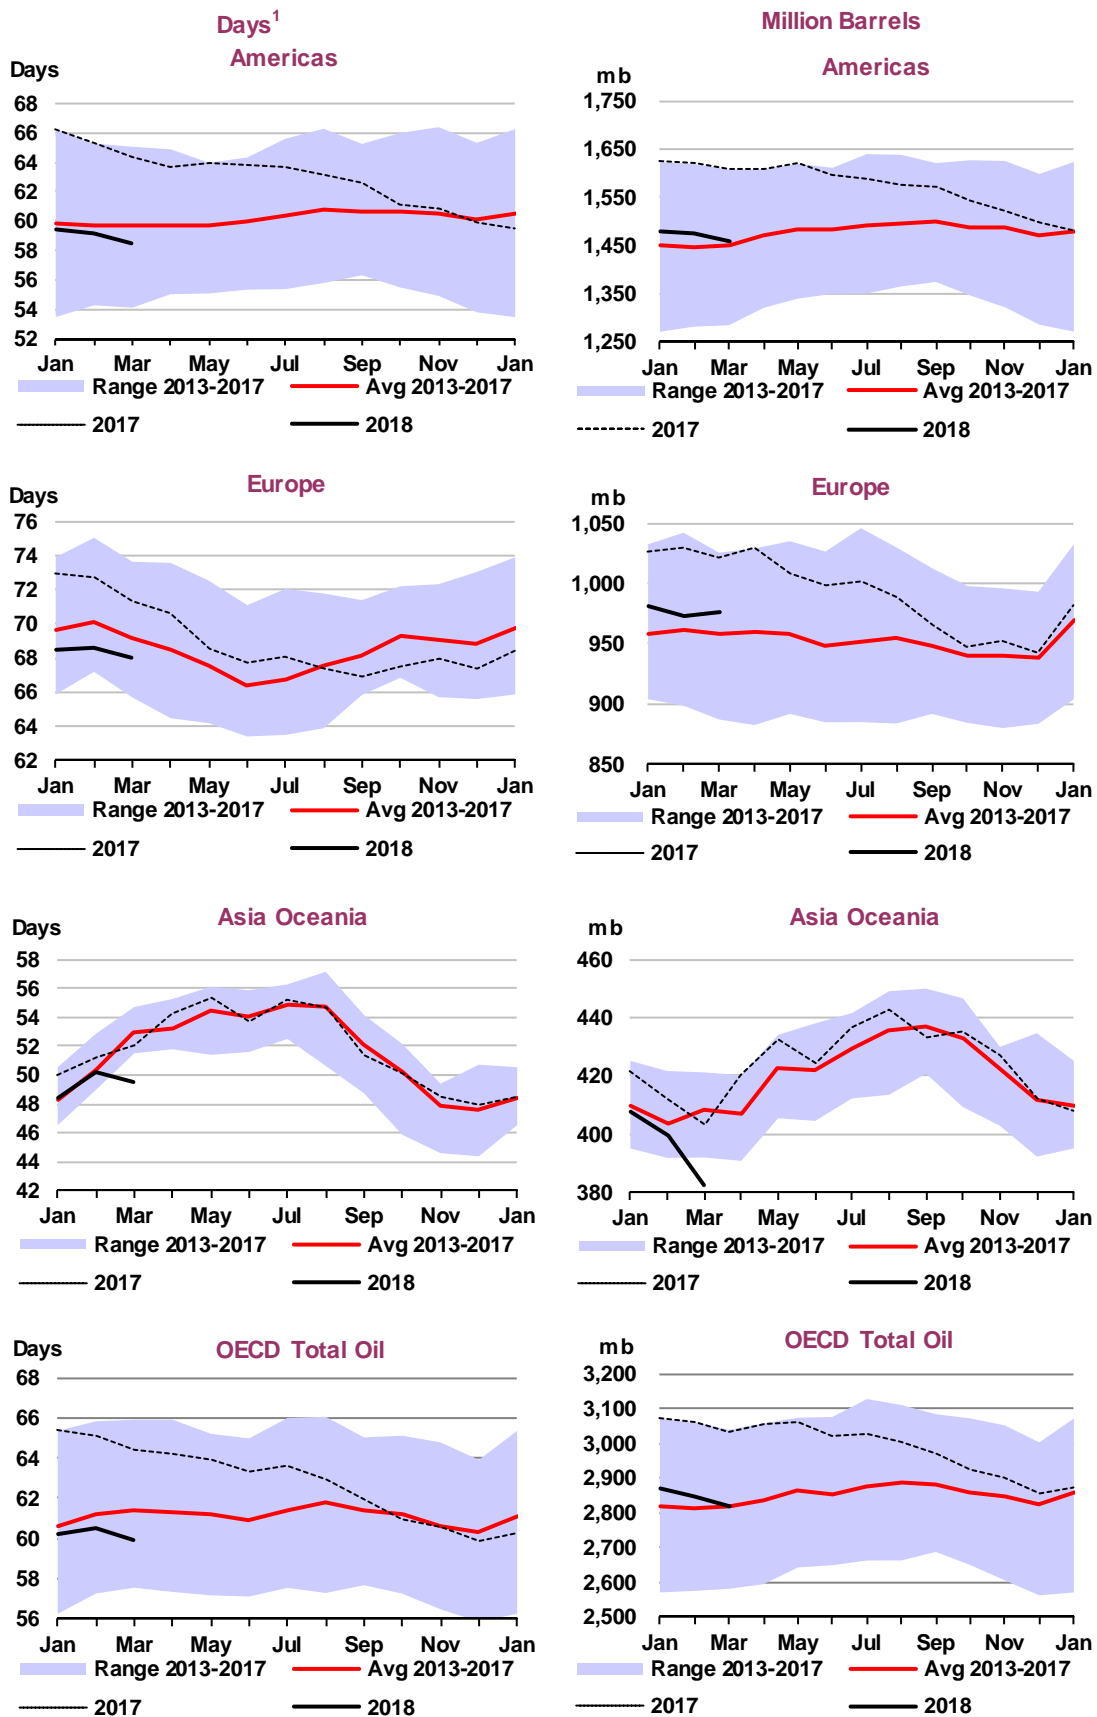 Days¹
Americas
Days
68
66
64
62
60
58
56
54
52
Jan Mar May Jul Sep Nov Jan
Range 2013-2017 Avg 2013-2017
2017 2018
Million Barrels
Americas
mb
1,750
1,650
1,550
1,450
1,350
1,250
Jan Mar May Jul Sep Nov Jan
Range 2013-2017 Avg 2013-2017
2017 2018
Europe
Days
76
74
72
70
68
66
64
62
Jan Mar May Jul Sep Nov Jan
Range 2013-2017 Avg 2013-2017
2017 2018
Europe
mb
1,050
1,000
950
900
850
Jan Mar May Jul Sep Nov Jan
Range 2013-2017 Avg 2013-2017
2017 2018
Asia Oceania
Days
58
56
54
52
50
48
46
44
42
Jan Mar May Jul Sep Nov Jan
Range 2013-2017 Avg 2013-2017
2017 2018
Asia Oceania
mb
460
440
420
400
380
Jan Mar May Jul Sep Nov Jan
Range 2013-2017 Avg 2013-2017
2017 2018
OECD Total Oil
Days
68
66
64
62
60
58
56
Jan Mar May Jul Sep Nov Jan
Range 2013-2017 Avg 2013-2017
2017 2018
OECD Total Oil
mb
3,200
3,100
3,000
2,900
2,800
2,700
2,600
2,500
Jan Mar May Jul Sep Nov Jan
Range 2013-2017 Avg 2013-2017
2017 2018